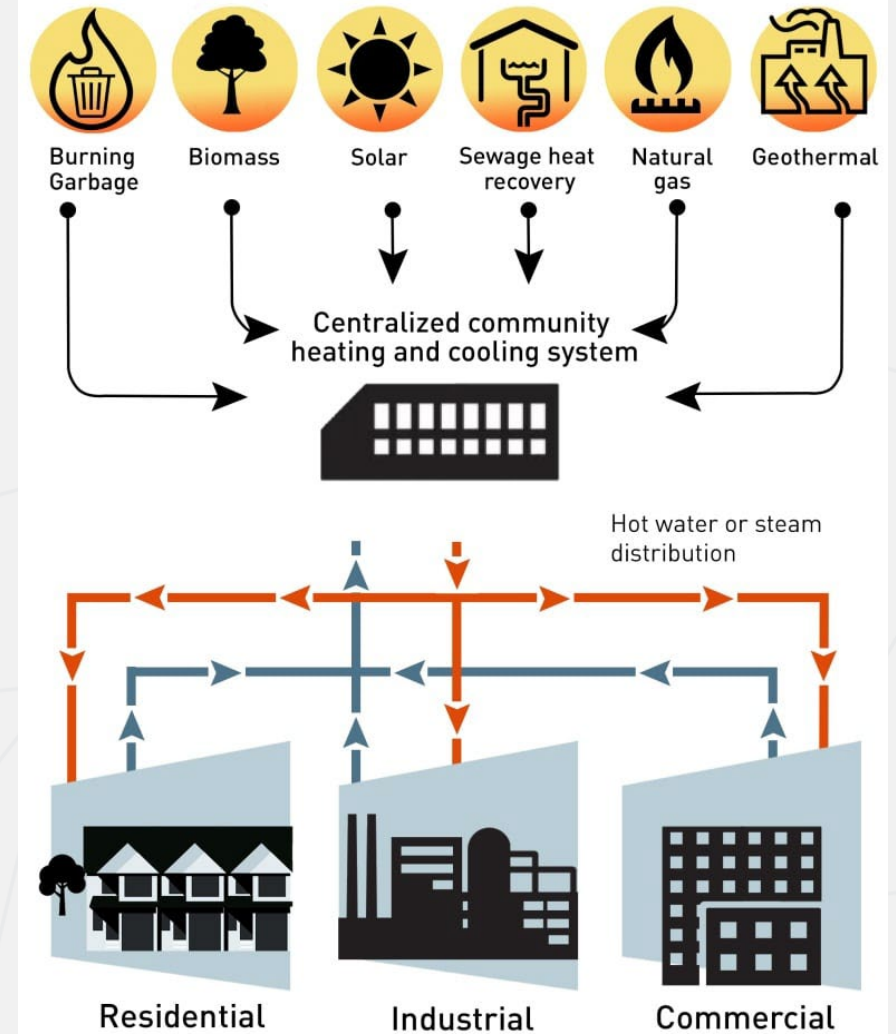 Burning
Garbage
Biomass
Solar
Sewage heat
recovery
Natural
gas
Geothermal
Centralized community
heating and cooling system
Hot water or steam
distribution
Residential
Industrial
Commercial